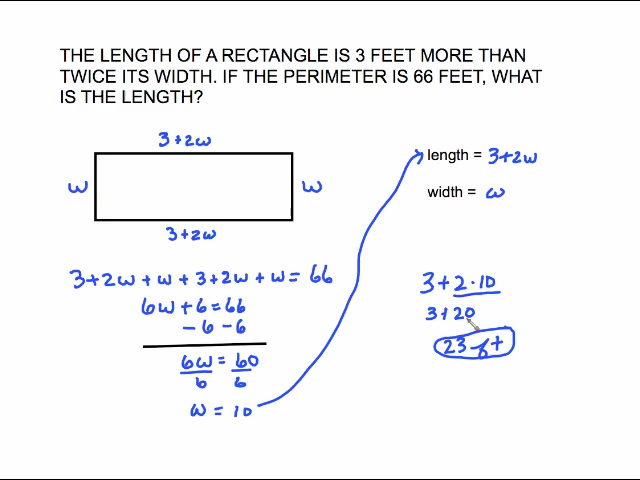 THE LENGTH OF A RECTANGLE IS 3 FEET MORE THAN
TWICE ITS WIDTH. IF THE PERIMETER IS 66 FEET, WHAT
IS THE LENGTH?
3+2w
w
w
3+2w
length = 3+2w
width = w
3+2w+w+3+2w+w=66
6w+6=66
-6 -6
6w = 60
6 6
w = 10
3+2·10
3+20
23 ft